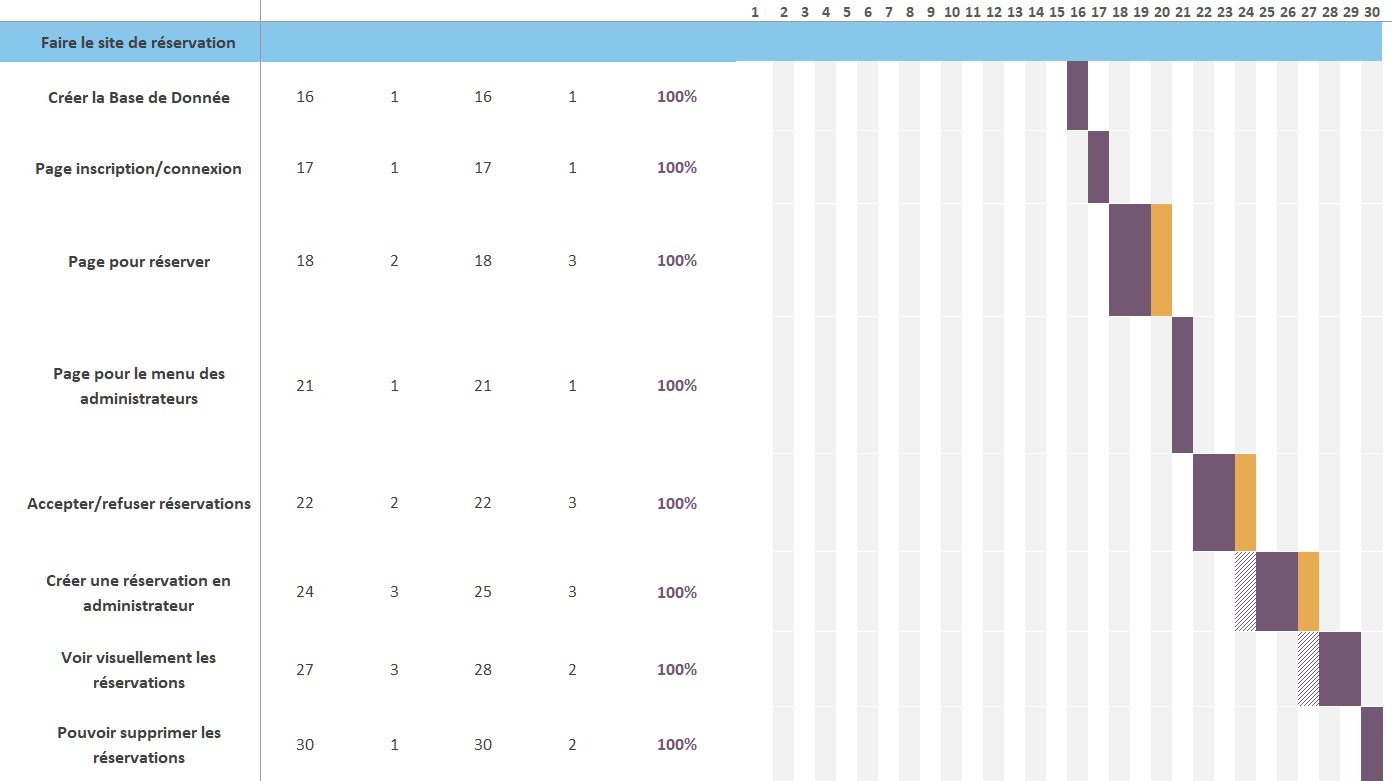 1 2 3 4 5 6 7 8 9 10 11 12 13 14 15 16 17 18 19 20 21 22 23 24 25 26 27 28 29 30
Faire le site de réservation
Créer la Base de Donnée 16 1 16 1 100%
Page inscription/connexion 17 1 17 1 100%
Page pour réserver 18 2 18 3 100%
Page pour le menu des
administrateurs 21 1 21 1 100%
Accepter/refuser réservations 22 2 22 3 100%
Créer une réservation en
administrateur 24 3 25 3 100%
Voir visuellement les
réservations 27 3 28 2 100%
Pouvoir supprimer les
réservations 30 1 30 2 100%